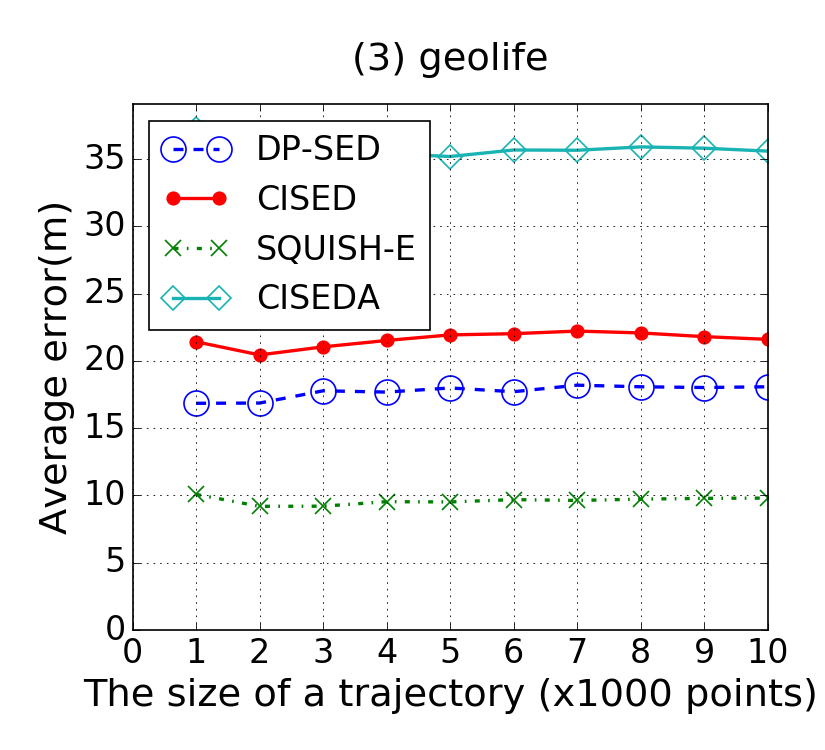 (3) geolife
DP-SED
CISED
SQUISH-E
CISEDA
Average error(m)
35
30
25
20
15
10
5
0
0 1 2 3 4 5 6 7 8 9 10
The size of a trajectory (x1000 points)